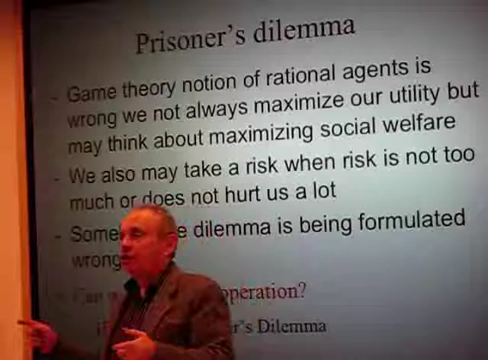 Prisoner's dilemma
- Game theory notion of rational agents is
wrong we not always maximize our utility but
may think about maximizing social welfare
- We also may take a risk when risk is not too
much or does not hurt us a lot
- Some dilemma is being formulated
wrong
operation?
Dilemma